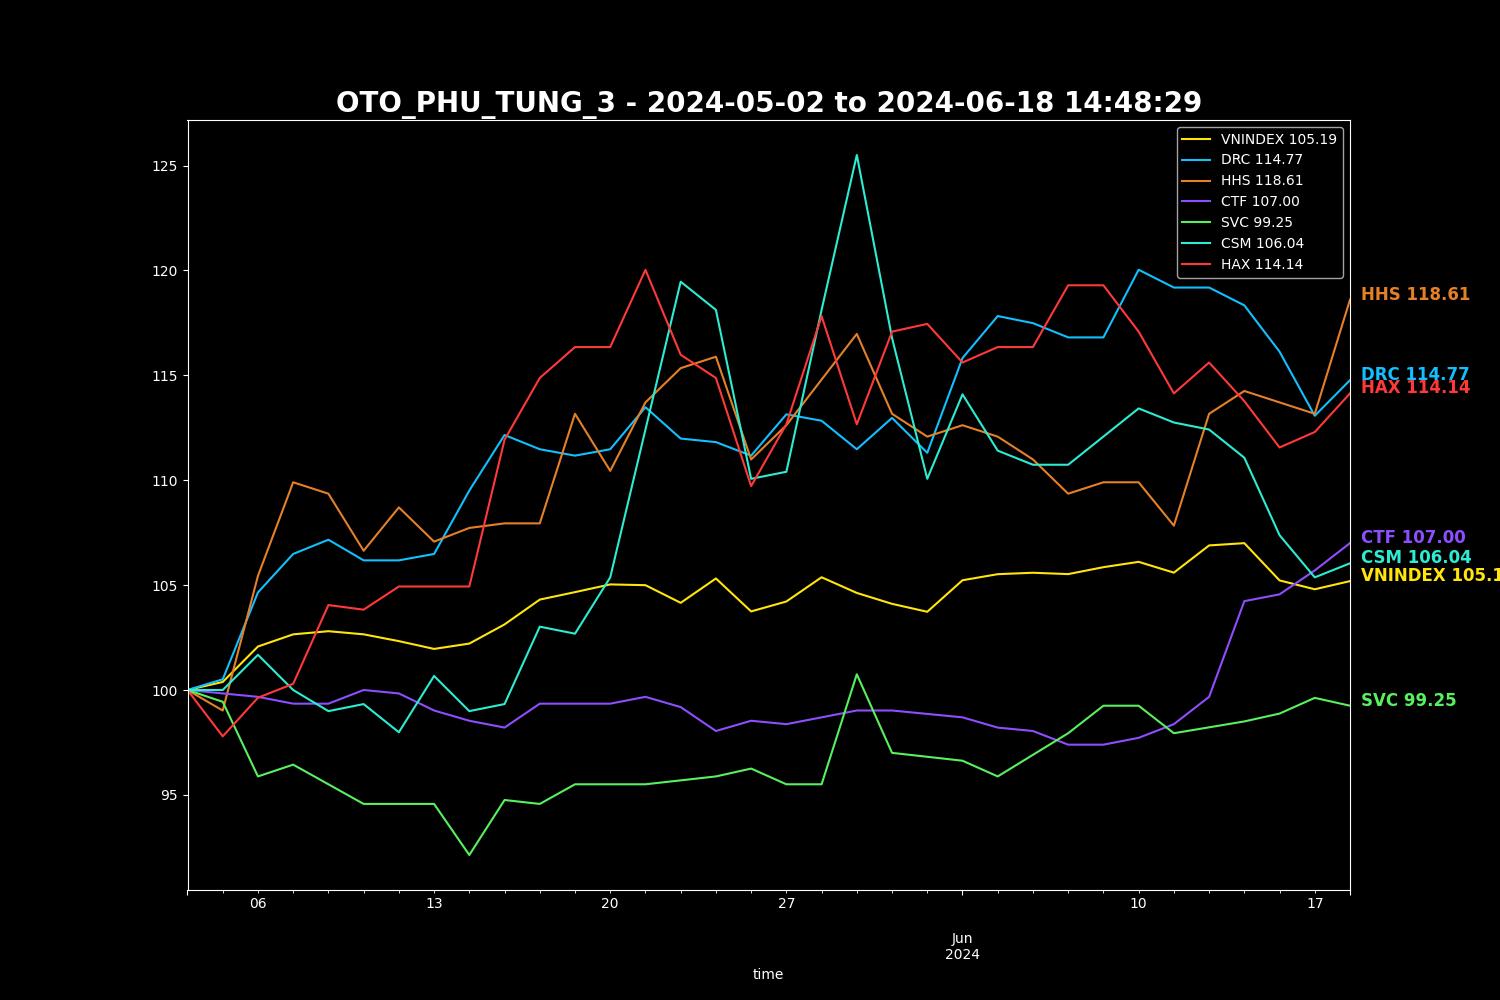 OTO_PHU_TUNG_3 - 2024-05-02 to 2024-06-18 14:48:29
VNINDEX 105.19
DRC 114.77
HHS 118.61
CTF 107.00
SVC 99.25
CSM 106.04
HAX 114.14
125
120
115
110
105
100
95
HHS 118.61
DRC 114.77
HAX 114.14
CTF 107.00
CSM 106.04
VNINDEX 105.1
SVC 99.25
06 13 20 27 10 17
Jun
2024
time